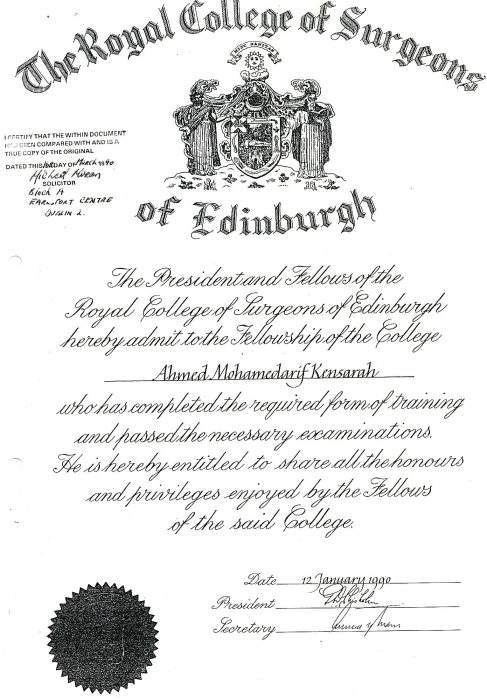 The Royal College of Surgeons
HINC SANITAS
of Edinburgh
I CERTIFY THAT THE WITHIN DOCUMENT
HAS BEEN COMPARED WITH AND IS A
TRUE COPY OF THE ORIGINAL
DATED THIS DAY OF March 1990
SOLICITOR
Block A
EARLSFORT CENTRE
DUBLIN 2.
The President and Fellows of the
Royal College of Surgeons of Edinburgh
hereby admit to the Fellowship of the College
Ahmed Mohamedarif Kensarah
who has completed the required form of training
and passed the necessary examinations.
He is hereby entitled to share all the honours
and privileges enjoyed by the Fellows
of the said College.
Date 12 January 1990
President
Secretary